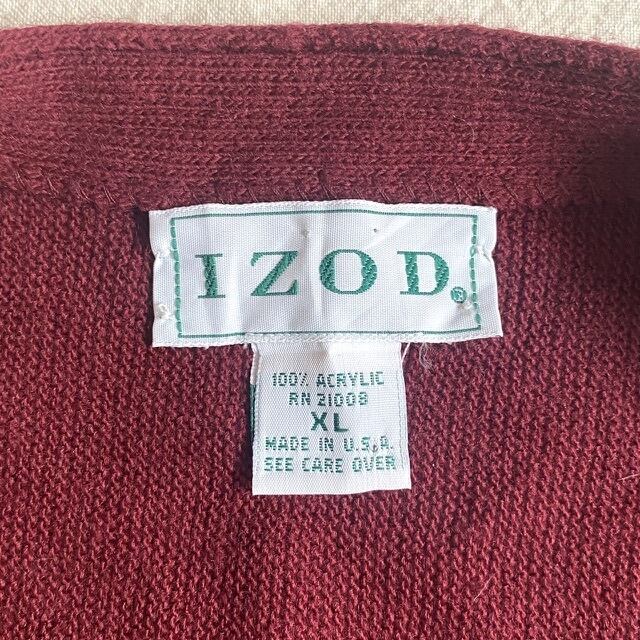 IZOD®
100% ACRYLIC
RN 21008
XL
MADE IN U.S.A.
SEE CARE OVER